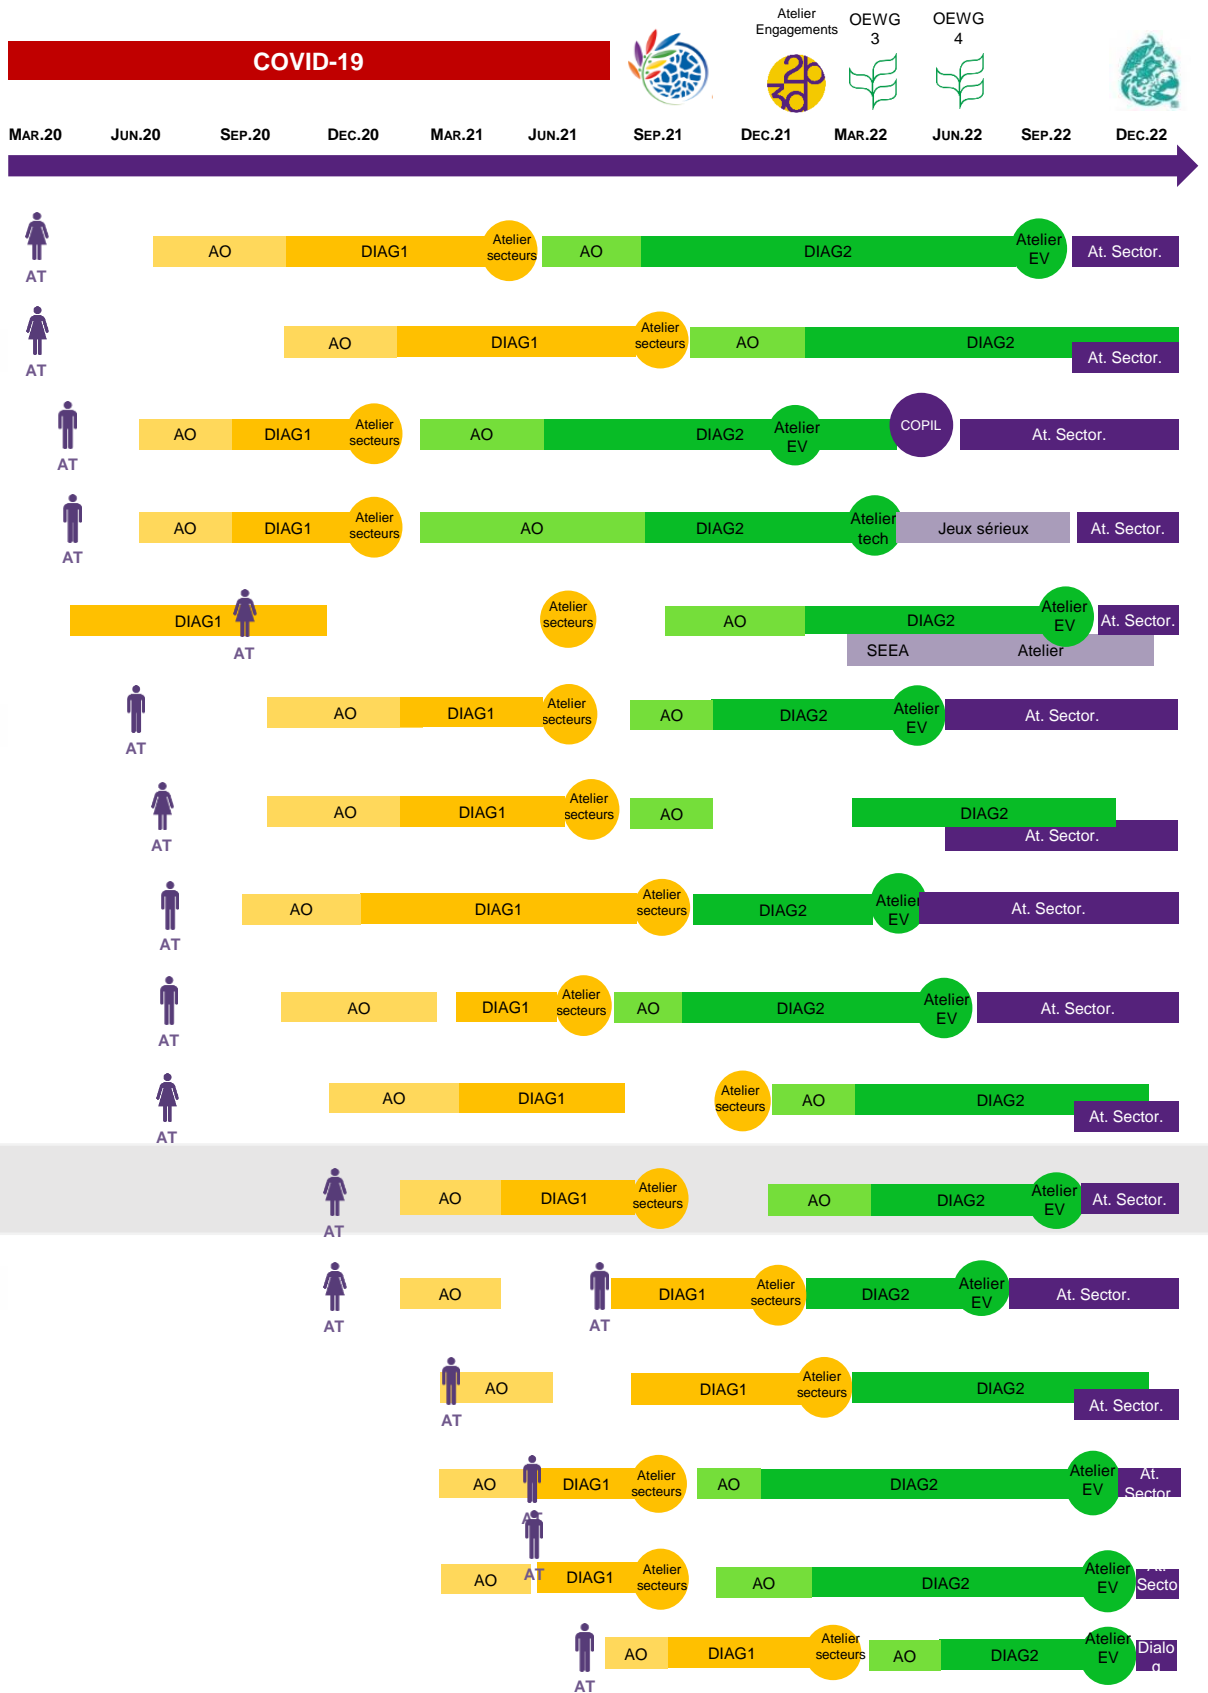 Atelier
Engagements
OEWG
3
OEWG
4
COVID-19
MAR.20 JUN.20 SEP.20 DEC.20 MAR.21 JUN.21 SEP.21 DEC.21 MAR.22 JUN.22 SEP.22 DEC.22
AT
AO DIAG1 Atelier
secteurs
AO DIAG2 Atelier
EV
At. Sector.
AT
AO DIAG1 Atelier
secteurs
AO DIAG2
At. Sector.
AT
AO DIAG1 Atelier
secteurs
AO DIAG2 Atelier
EV
COPIL At. Sector.
AT
AO DIAG1 Atelier
secteurs
AO DIAG2 Atelier
tech
Jeux sérieux At. Sector.
DIAG1
AT
Atelier
secteurs
AO DIAG2 Atelier
EV
At. Sector.
SEEA Atelier
AT
AO DIAG1 Atelier
secteurs
AO DIAG2 Atelier
EV
At. Sector.
AT
AO DIAG1 Atelier
secteurs
AO DIAG2
At. Sector.
AT
AO DIAG1 Atelier
secteurs
DIAG2 Atelier
EV
At. Sector.
AT
AO DIAG1 Atelier
secteurs
AO DIAG2 Atelier
EV
At. Sector.
AT
AO DIAG1 Atelier
secteurs
AO DIAG2
At. Sector.
AT
AO DIAG1 Atelier
secteurs
AO DIAG2 Atelier
EV
At. Sector.
AT
AO
AT
DIAG1 Atelier
secteurs
DIAG2 Atelier
EV
At. Sector.
AT
AO DIAG1 Atelier
secteurs
DIAG2
At. Sector.
AO
AT
DIAG1 Atelier
secteurs
AO DIAG2 Atelier
EV
At.
Sector
AO
AT
DIAG1 Atelier
secteurs
AO DIAG2 Atelier
EV
At.
Secto
AT
AO DIAG1 Atelier
secteurs
AO DIAG2 Atelier
EV
Dialo
g